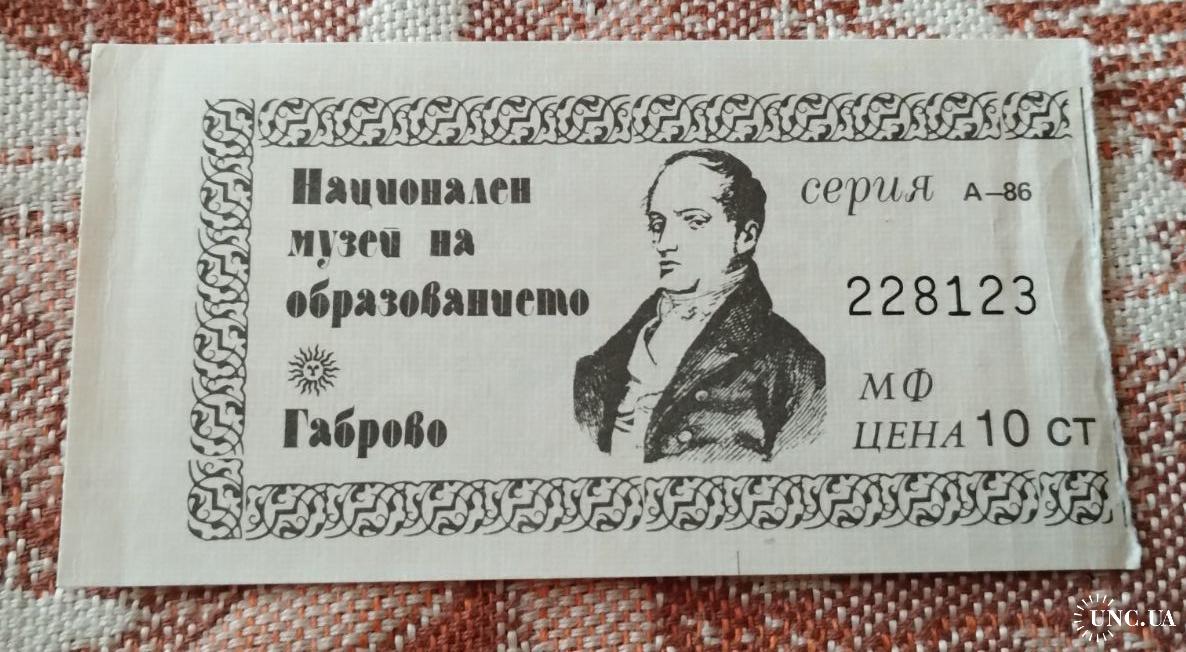 Национален
музей на
образованието
Габрово
серия А–86
228123
МФ
ЦЕНА 10 СТ
UNC.UA